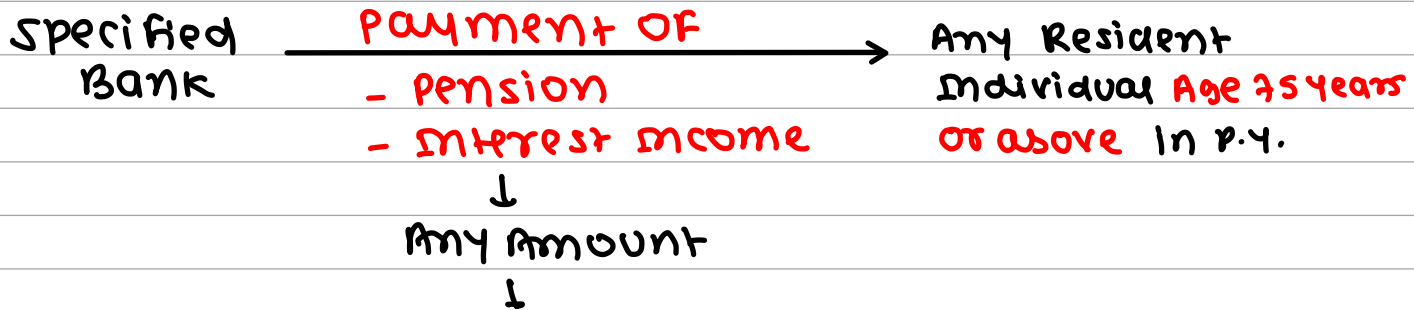 Specified Payment OF Any Resident
Bank - Pension Individual Age 75 years
- Interest Income or above In P.Y.
Any Amount